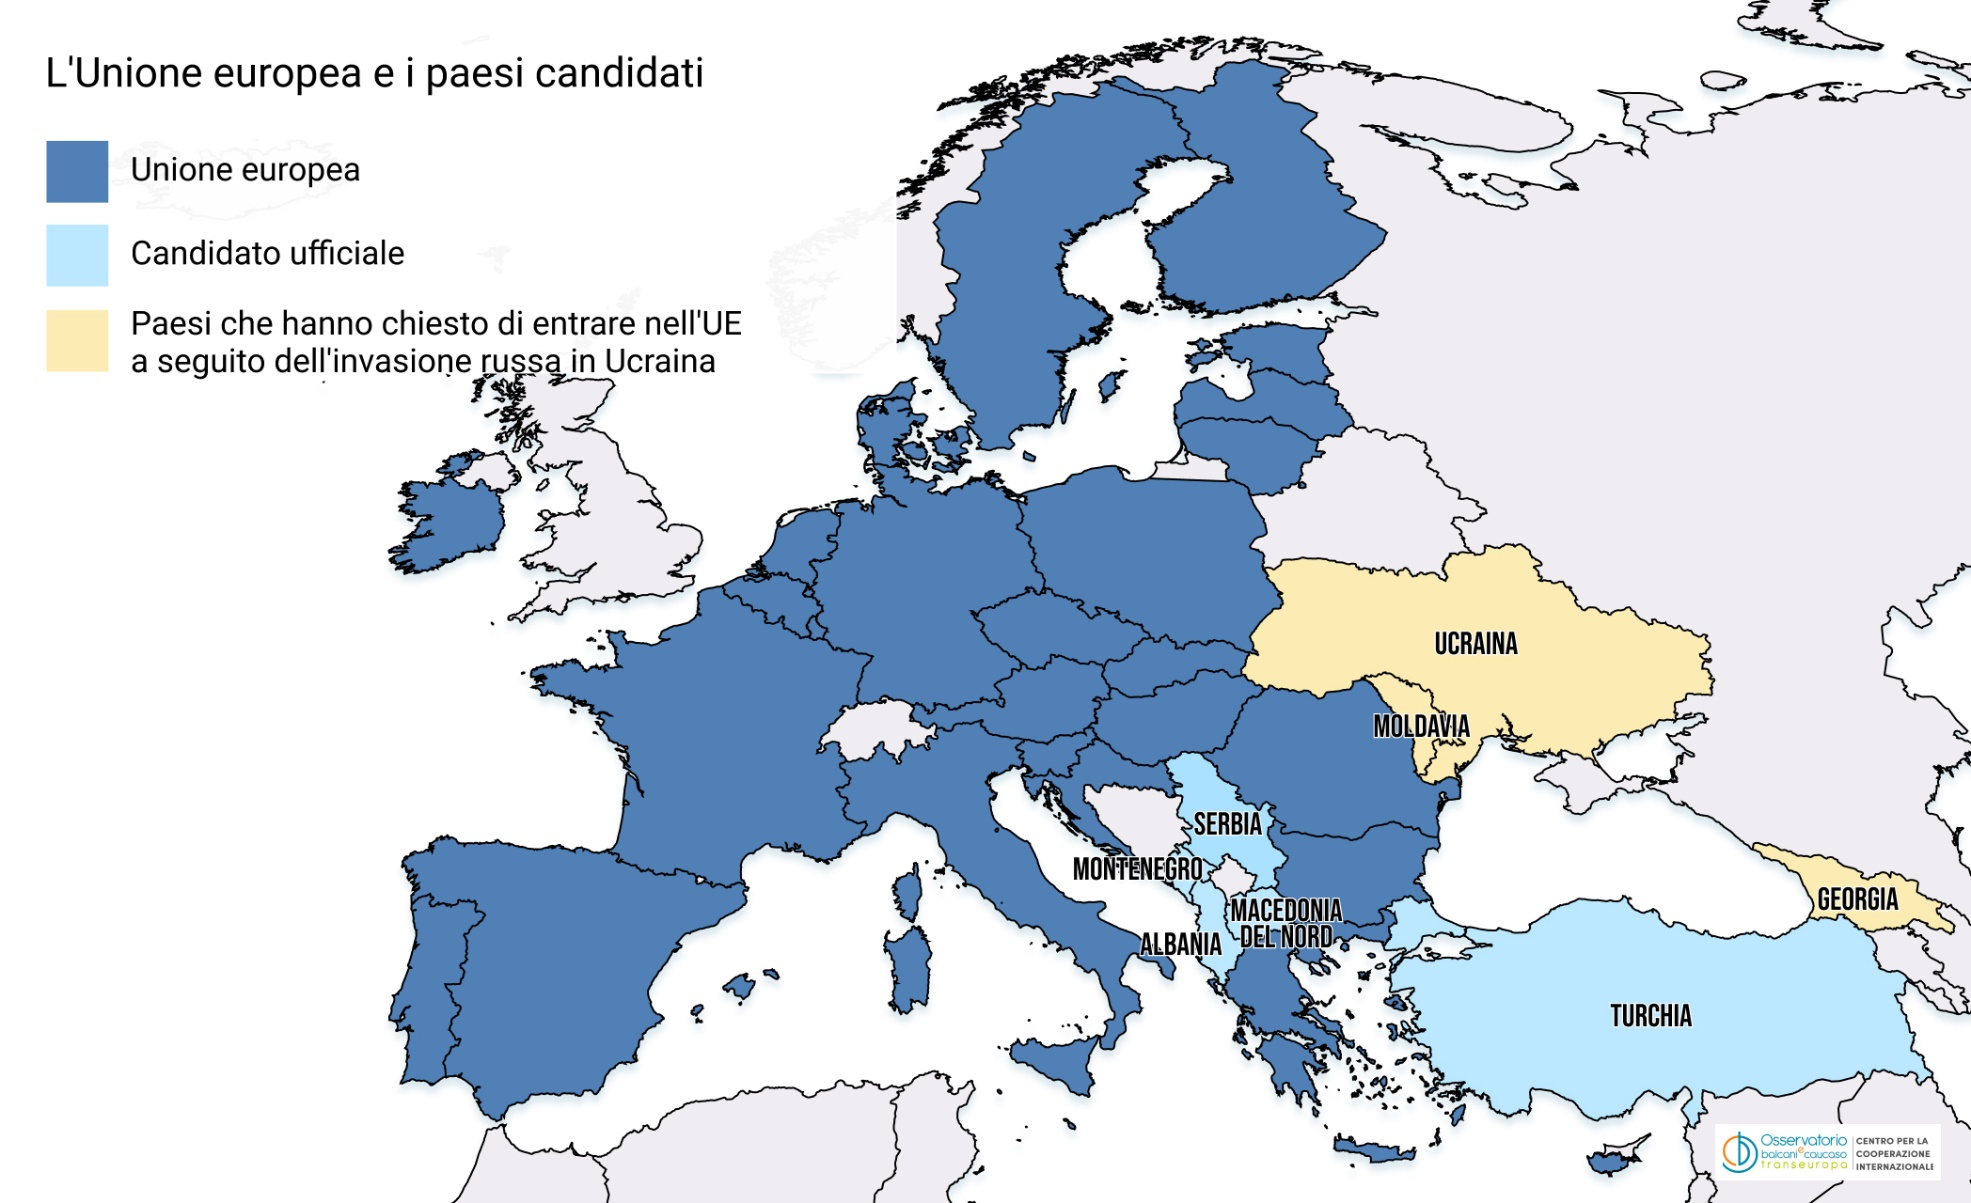 L'Unione europea e i paesi candidati
Unione europea
Candidato ufficiale
Paesi che hanno chiesto di entrare nell'UE
a seguito dell'invasione russa in Ucraina
UCRAINA
MOLDAVIA
SERBIA
MONTENEGRO
MACEDONIA
DEL NORD
ALBANIA
GEORGIA
TURCHIA
Osservatorio
balcani e caucaso
transeuropa
CENTRO PER LA
COOPERAZIONE
INTERNAZIONALE